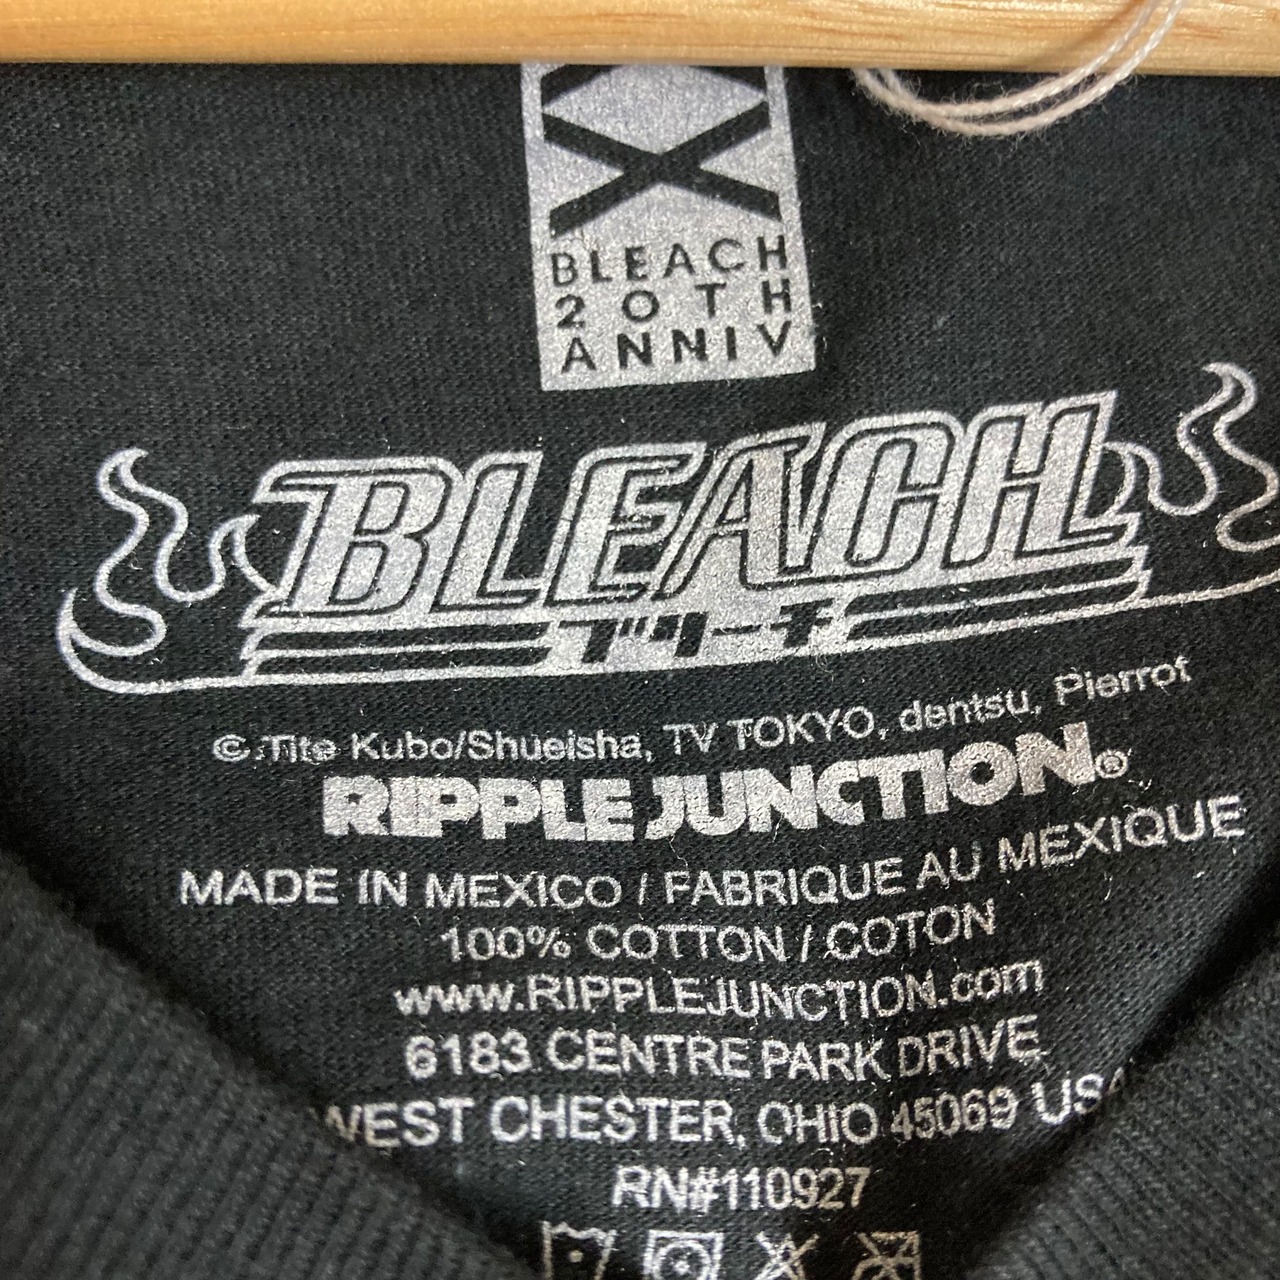 XX
BLEACH
20TH
ANNIV
BLEACH
ブリーチ
© Tite Kubo/Shueisha, TV TOKYO, dentsu, Pierrot
RIPPLE JUNCTION®
MADE IN MEXICO / FABRIQUE AU MEXIQUE
100% COTTON / COTON
www.RIPPLEJUNCTION.com
6183 CENTRE PARK DRIVE
WEST CHESTER, OHIO 45069 USA
RN#110927